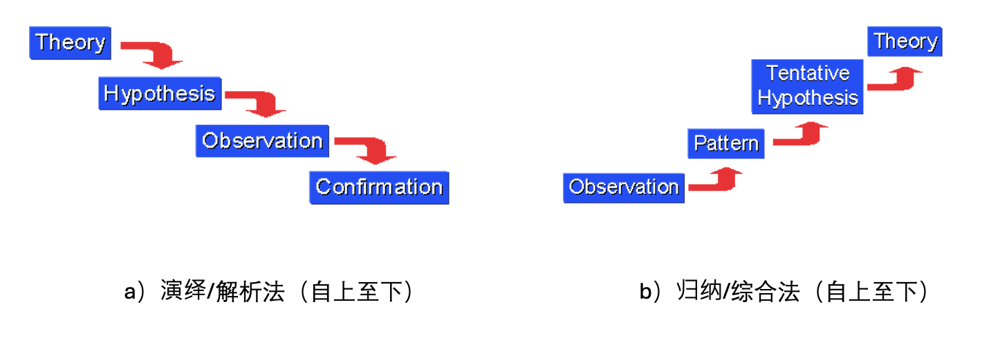 Theory
Hypothesis
Observation
Confirmation
a）演绎/解析法（自上至下）
Theory
Tentative
Hypothesis
Pattern
Observation
b）归纳/综合法（自上至下）